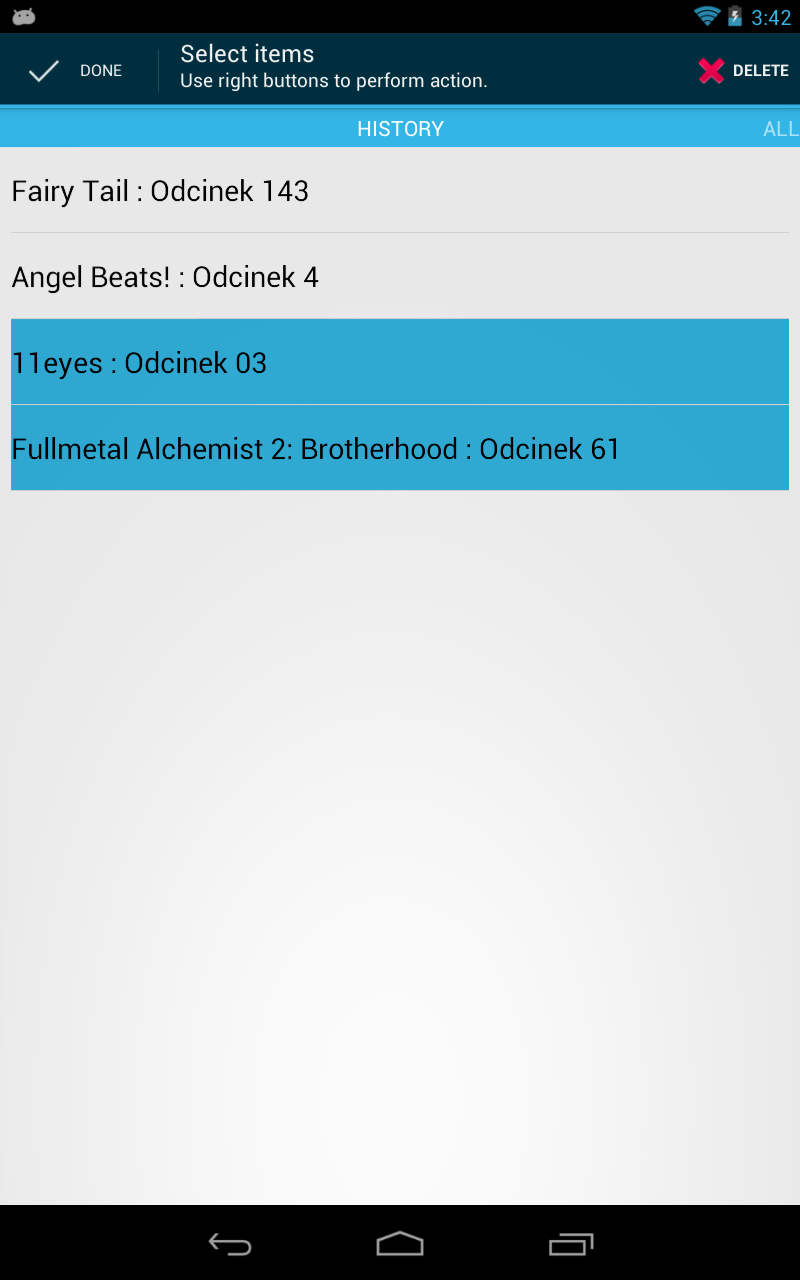 3:42
DONE
Select items
Use right buttons to perform action.
DELETE
HISTORY
ALL
Fairy Tail : Odcinek 143
Angel Beats! : Odcinek 4
11eyes : Odcinek 03
Fullmetal Alchemist 2: Brotherhood : Odcinek 61